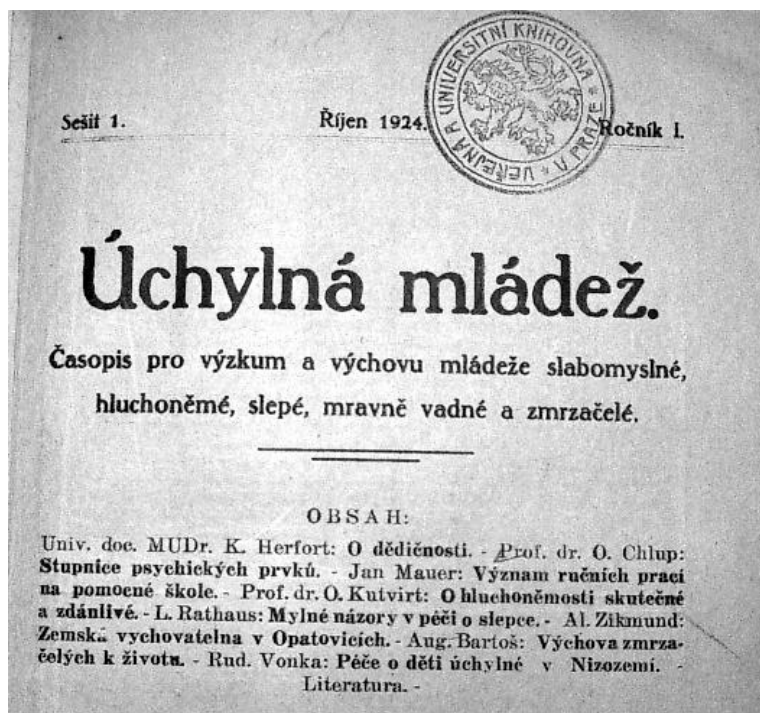 Sešit 1. Říjen 1924. Ročník I.
VEŘEJNÁ A UNIVERSITNÍ KNIHOVNA * V PRAZE *
Úchylná mládež.
Časopis pro výzkum a výchovu mládeže slabomyslné,
hluchoněmé, slepé, mravně vadné a zmrzačelé.
OBSAH:
Univ. doc. MUDr. K. Herfort: O dědičnosti. - Prof. dr. O. Chlup:
Stupnice psychických prvků. - Jan Mauer: Význam ručních prací
na pomocné škole. - Prof. dr. O. Kutvirt: O hluchoněmosti skutečné
a zdánlivé. - L. Rathaus: Mylné názory v péči o slepce. - Al. Zikmund:
Zemská vychovatelna v Opatovicích. - Aug. Bartoš: Výchova zmrza-
čelých k životu. - Rud. Vonka: Péče o děti úchylné v Nizozemí. -
Literatura. -